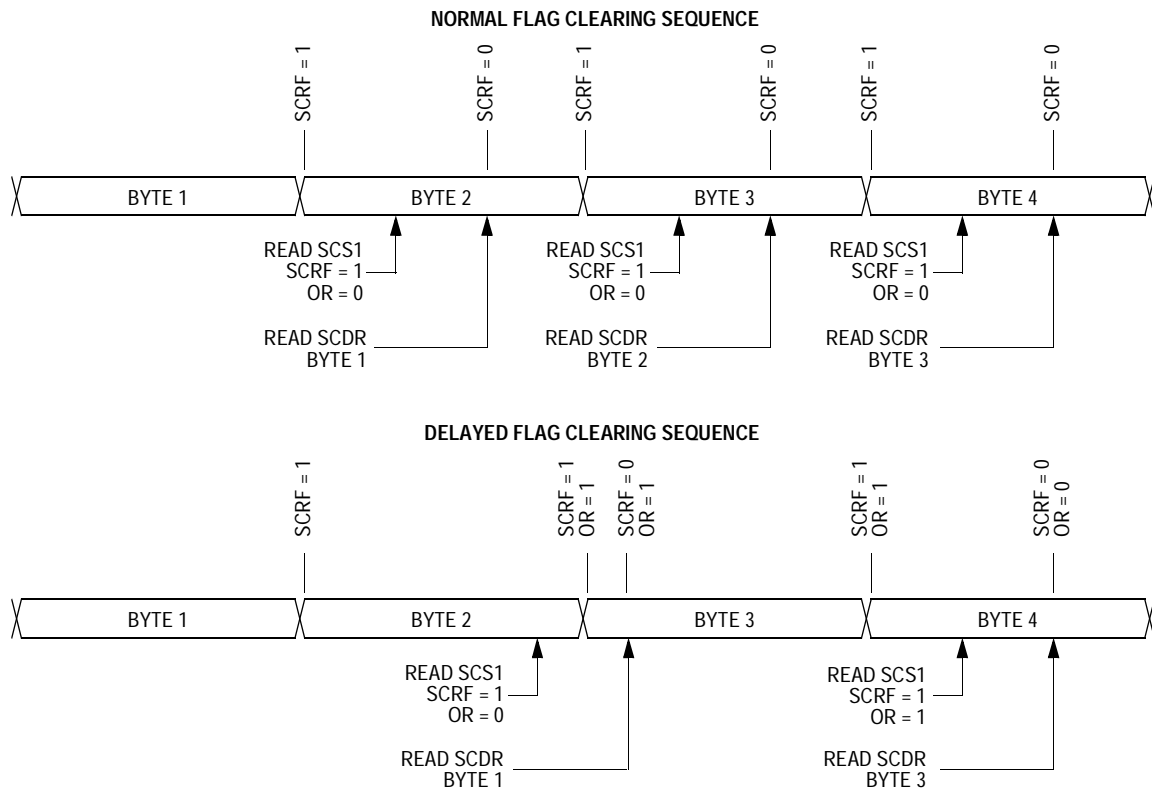 NORMAL FLAG CLEARING SEQUENCE
SCRF = 1
SCRF = 0
SCRF = 1
SCRF = 0
SCRF = 1
SCRF = 0
BYTE 1
BYTE 2
BYTE 3
BYTE 4
READ SCS1
SCRF = 1
OR = 0
READ SCS1
SCRF = 1
OR = 0
READ SCS1
SCRF = 1
OR = 0
READ SCDR
BYTE 1
READ SCDR
BYTE 2
READ SCDR
BYTE 3
DELAYED FLAG CLEARING SEQUENCE
SCRF = 1
SCRF = 1
OR = 1
SCRF = 0
OR = 1
SCRF = 1
OR = 1
SCRF = 0
OR = 0
BYTE 1
BYTE 2
BYTE 3
BYTE 4
READ SCS1
SCRF = 1
OR = 0
READ SCS1
SCRF = 1
OR = 1
READ SCDR
BYTE 1
READ SCDR
BYTE 3